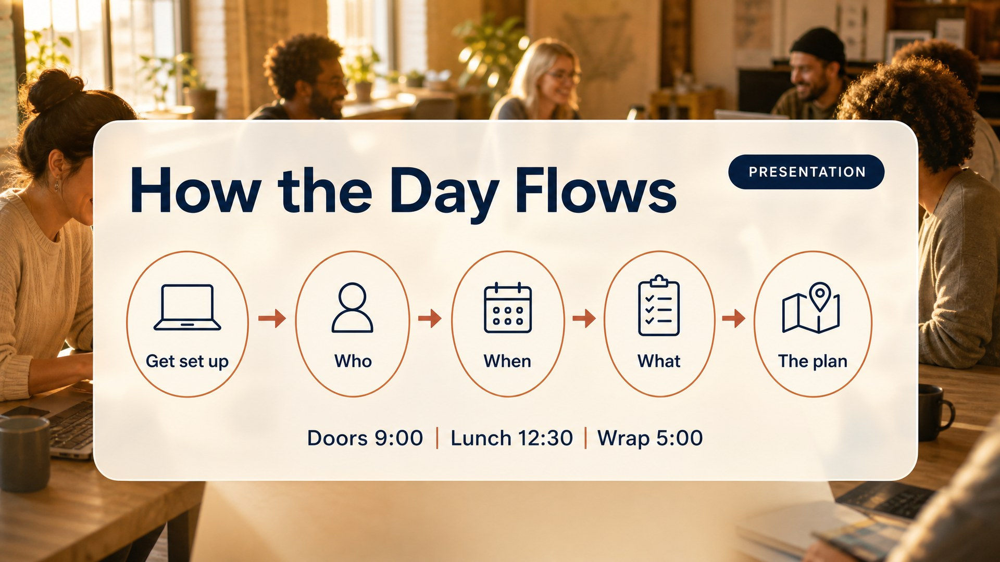 How the Day Flows
PRESENTATION
Get set up
Who
When
What
The plan
Doors 9:00 | Lunch 12:30 | Wrap 5:00